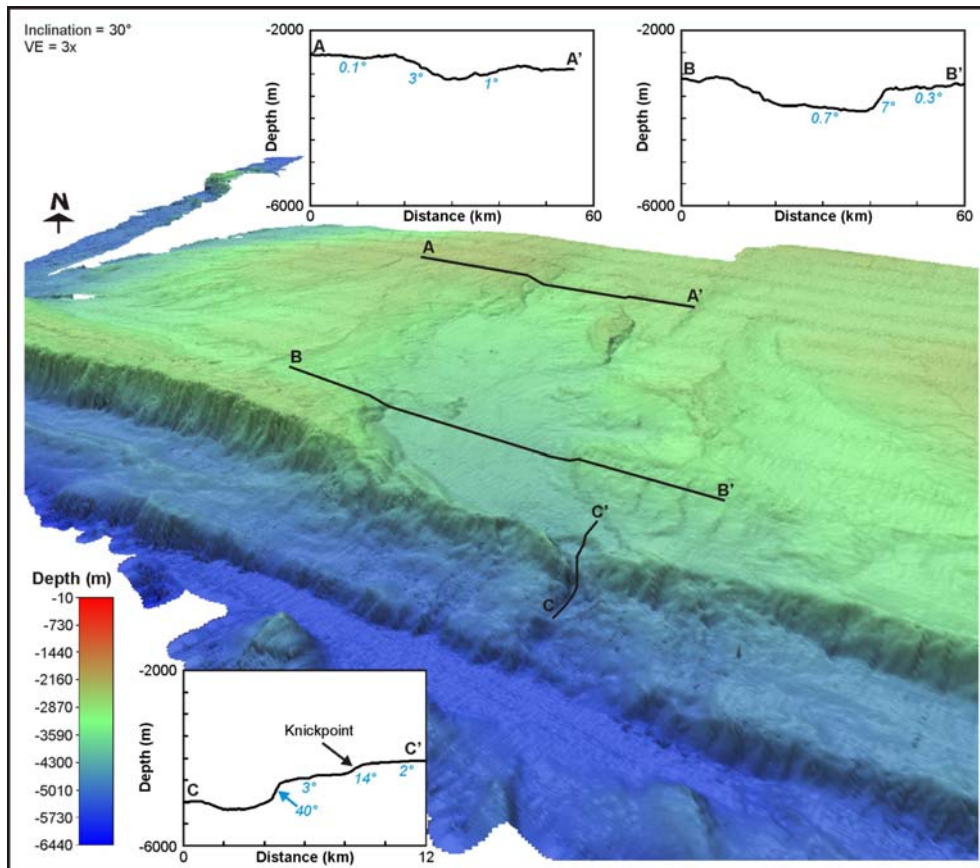 Inclination = 30°
VE = 3x
N
-2000
-6000
Depth (m)
A
A'
0.1°
3°
1°
0
60
Distance (km)
-2000
-6000
Depth (m)
B
B'
0.7°
7°
0.3°
0
60
Distance (km)
A
A'
B
B'
C'
C
Depth (m)
-10
-730
-1440
-2160
-2870
-3590
-4300
-5010
-5730
-6440
-2000
-6000
Depth (m)
Knickpoint
C
C'
3°
14°
2°
40°
0
12
Distance (km)